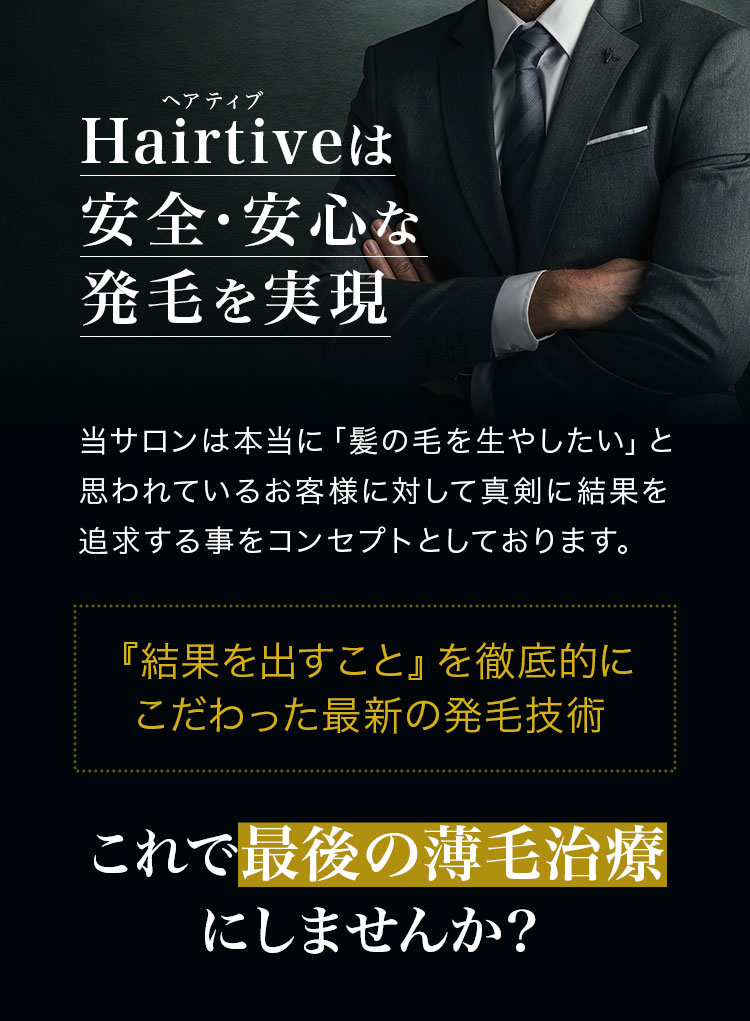 ヘアティブ
Hairtiveは
安全・安心な
発毛を実現
当サロンは本当に「髪の毛を生やしたい」と
思われているお客様に対して真剣に結果を
追求する事をコンセプトとしております。
『結果を出すこと』を徹底的に
こだわった最新の発毛技術
これで最後の薄毛治療
にしませんか?